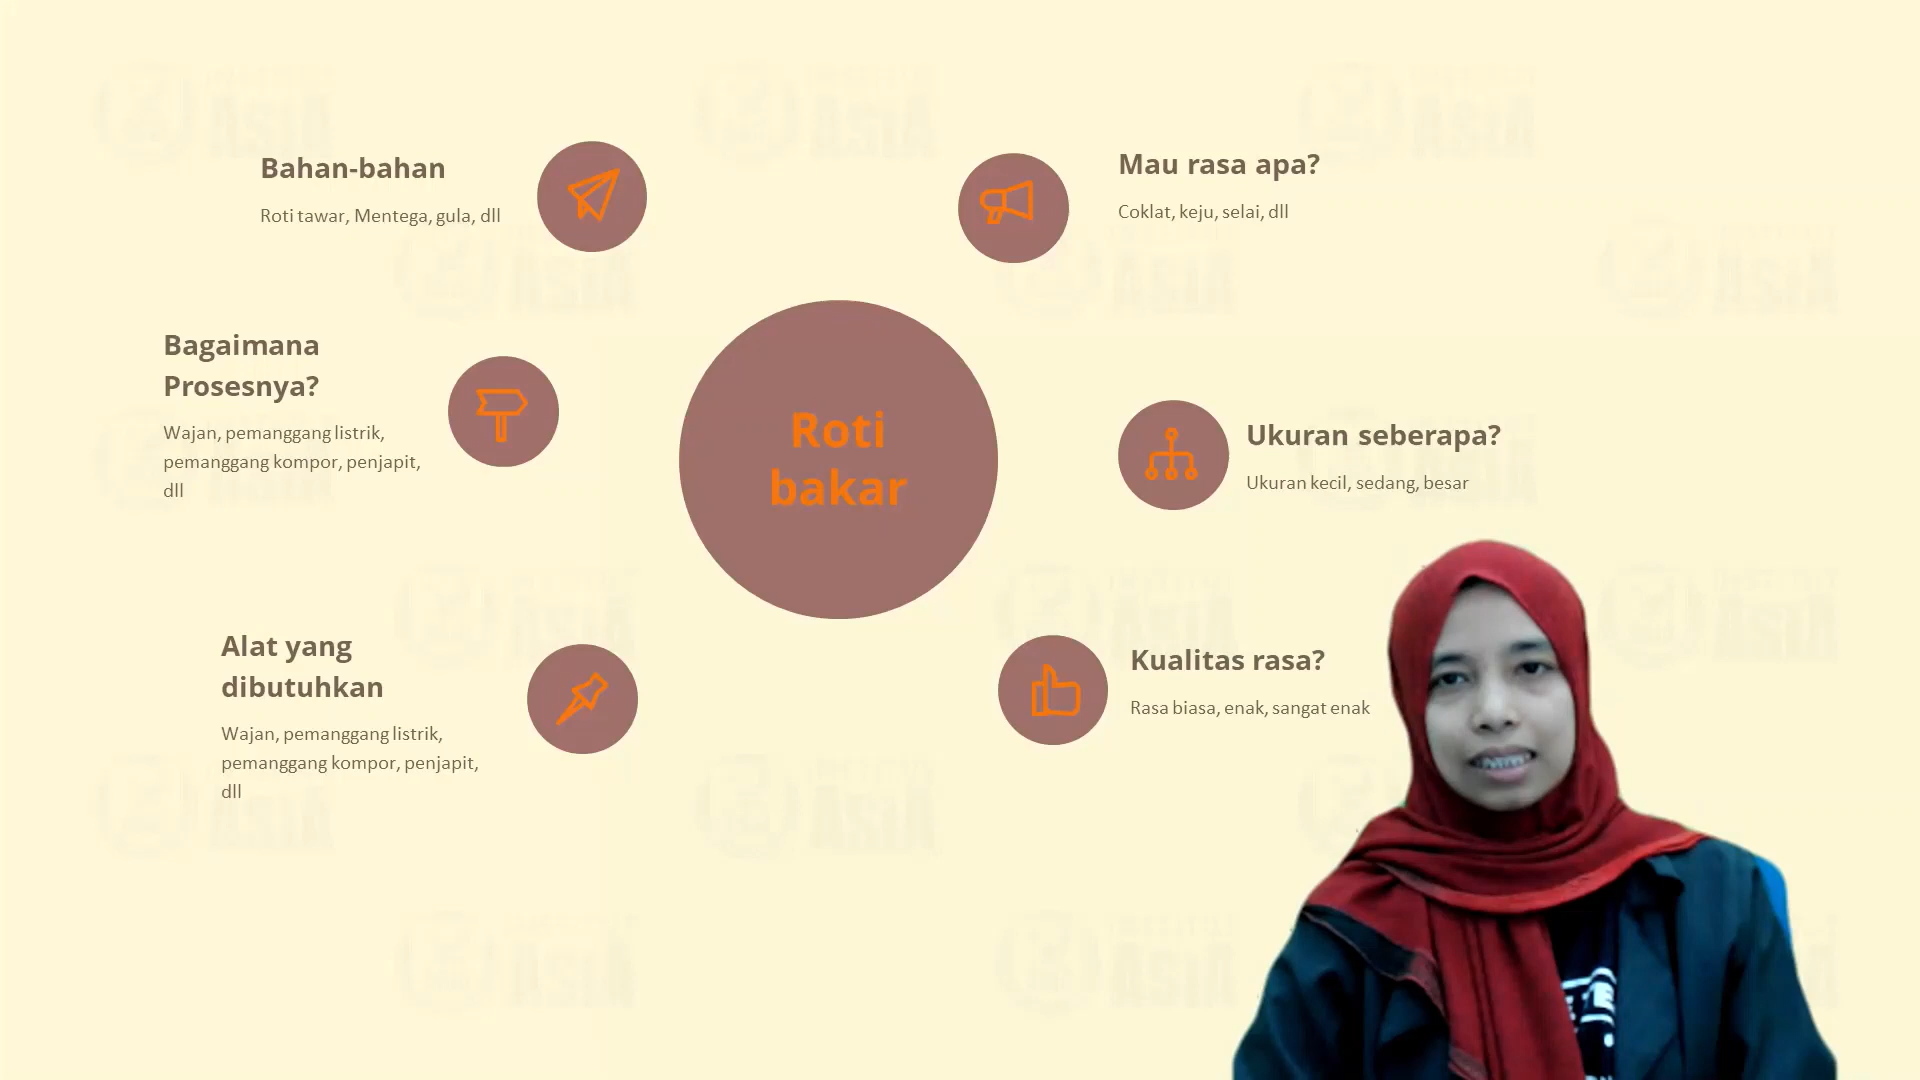 Bahan-bahan
Roti tawar, Mentega, gula, dll
Mau rasa apa?
Coklat, keju, selai, dll
Bagaimana
Prosesnya?
Wajan, pemanggang listrik,
pemanggang kompor, penjapit,
dll
Roti
bakar
Ukuran seberapa?
Ukuran kecil, sedang, besar
Alat yang
dibutuhkan
Wajan, pemanggang listrik,
pemanggang kompor, penjapit,
dll
Kualitas rasa?
Rasa biasa, enak, sangat enak